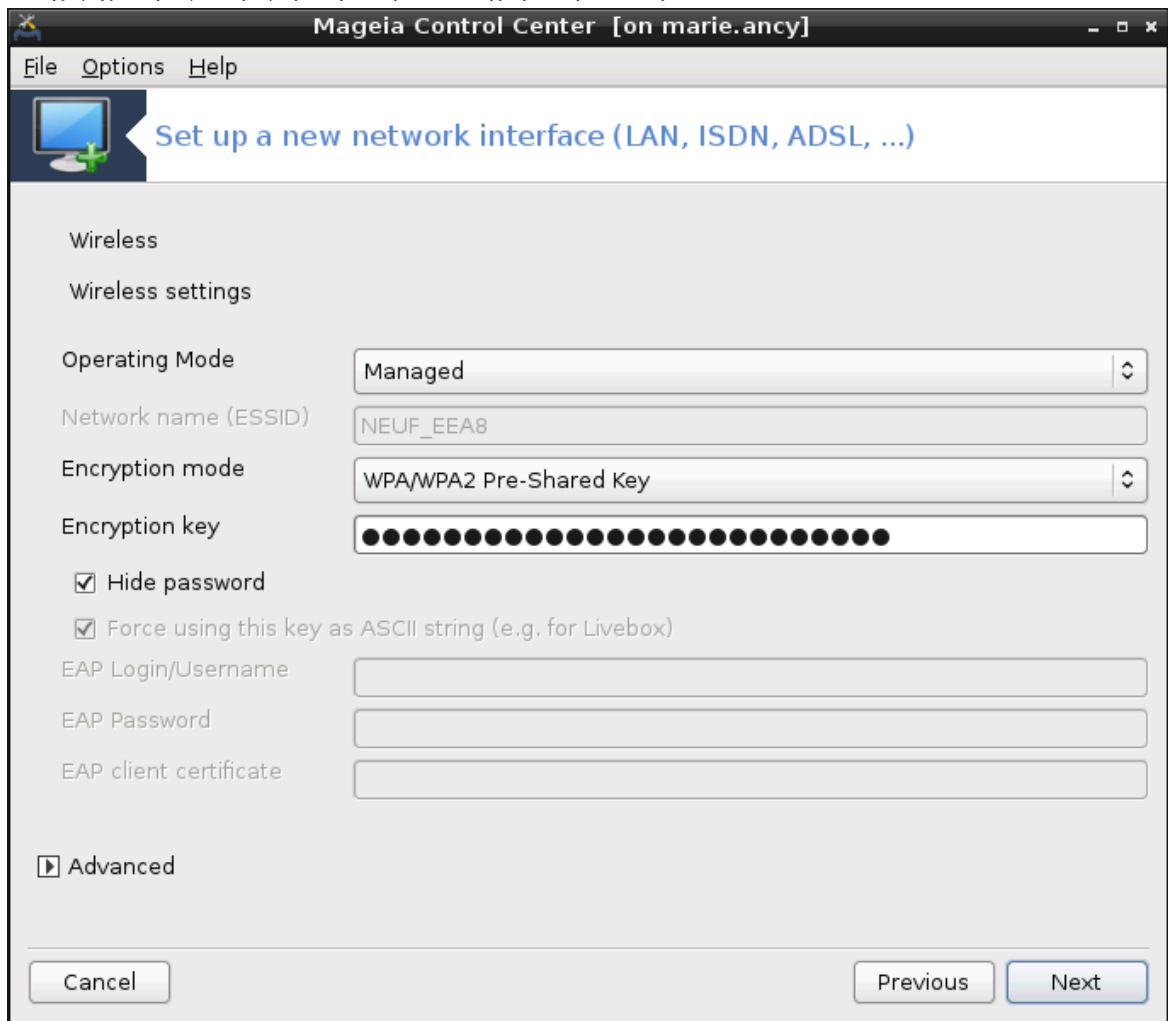 Mageia Control Center [on marie.ancy]
File Options Help
Set up a new network interface (LAN, ISDN, ADSL, ...)
Wireless
Wireless settings
Operating Mode
Managed
Network name (ESSID)
NEUF_EEA8
Encryption mode
WPA/WPA2 Pre-Shared Key
Encryption key
Hide password
Force using this key as ASCII string (e.g. for Livebox)
EAP Login/Username
EAP Password
EAP client certificate
Advanced
Cancel Previous Next